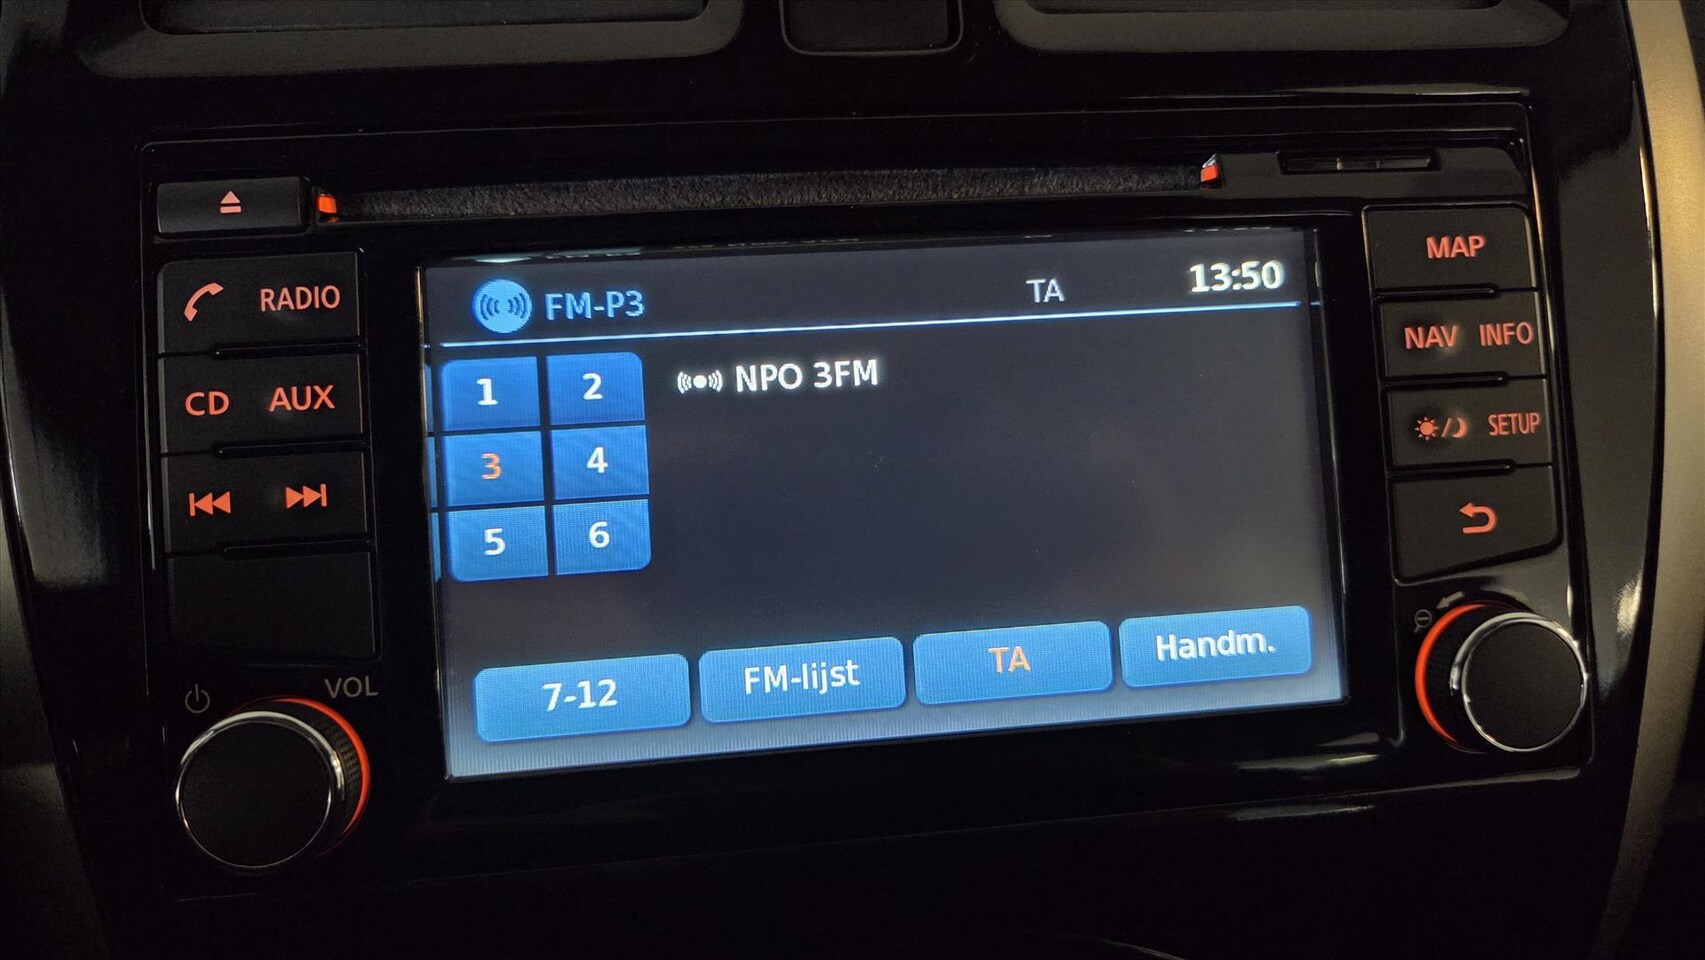 FM-P3 TA 13:50
NPO 3FM
1 2
3 4
5 6
7-12 FM-lijst TA Handm.
RADIO
CD AUX
VOL
MAP
NAV INFO
SETUP